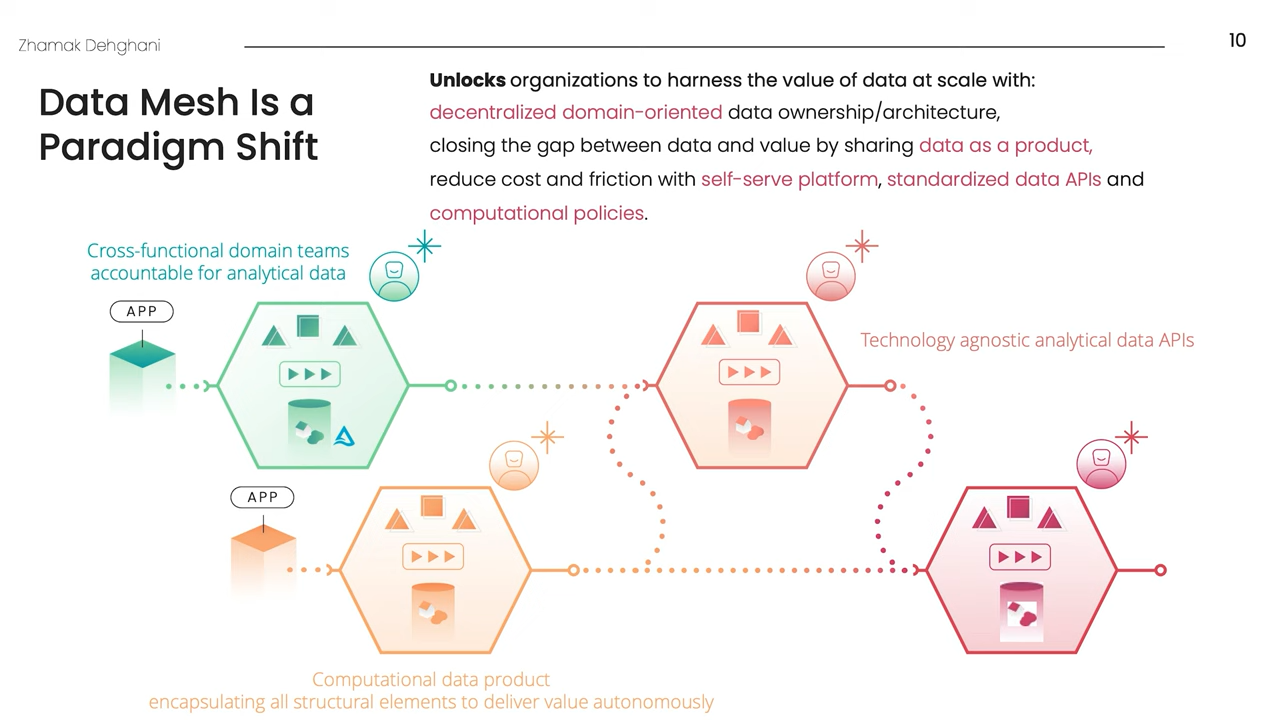 Zhamak Dehghani
10
Data Mesh Is a
Paradigm Shift
Unlocks organizations to harness the value of data at scale with:
decentralized domain-oriented data ownership/architecture,
closing the gap between data and value by sharing data as a product,
reduce cost and friction with self-serve platform, standardized data APIs and
computational policies.
Cross-functional domain teams
accountable for analytical data
APP
Technology agnostic analytical data APIs
APP
Computational data product
encapsulating all structural elements to deliver value autonomously